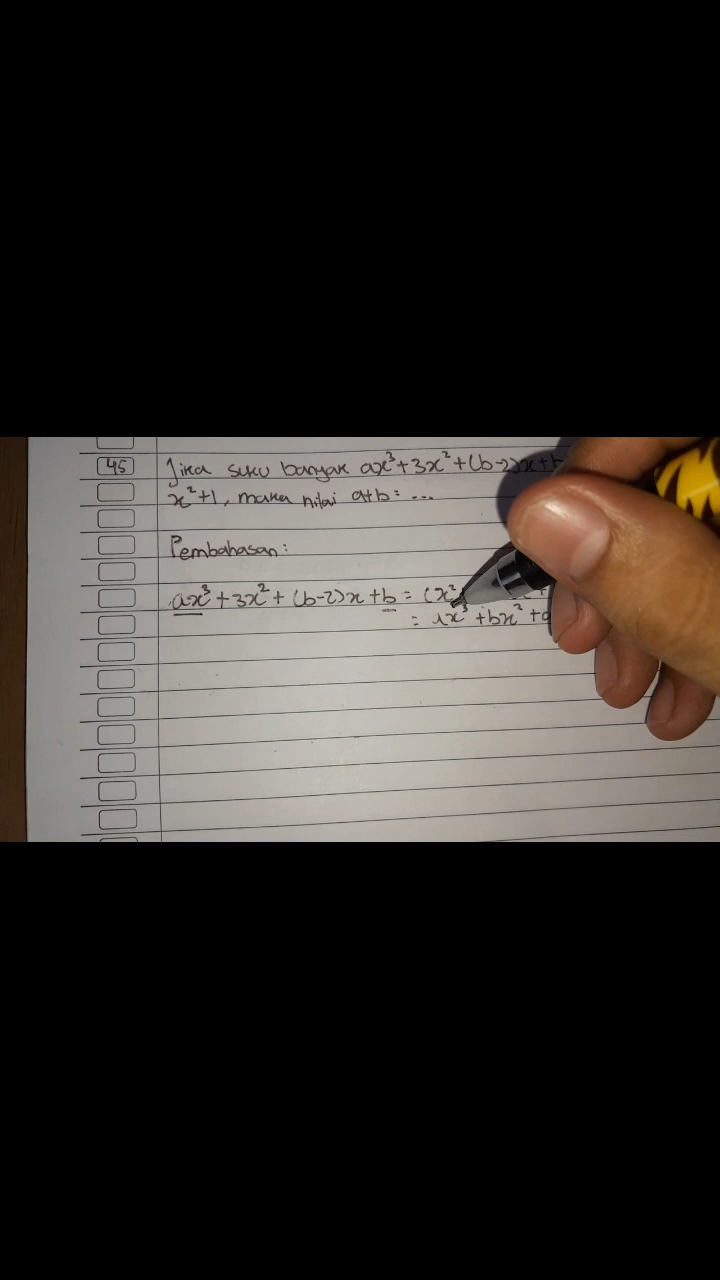 45 Jika suku banyak ax³+3x²+(b-2)x+b
x²+1, maka nilai a+b= ...
Pembahasan:
ax³+3x²+(b-2)x+b = (x²
= ax³+bx²+a